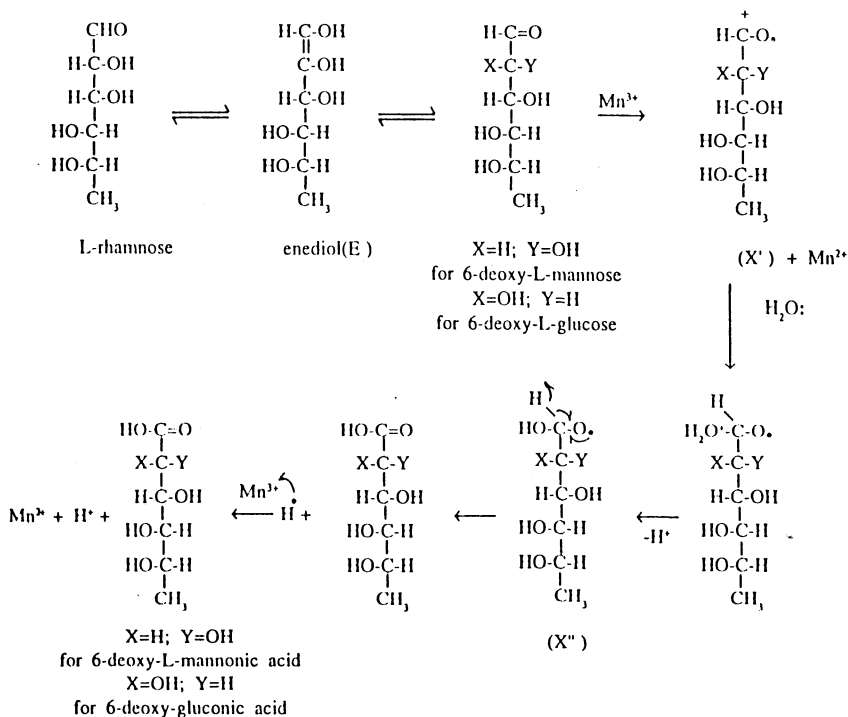 CHO
H-C-OH
H-C-OH
HO-C-H
HO-C-H
CH3
L-rhamnose
H-C-OH
C-OH
H-C-OH
HO-C-H
HO-C-H
CH3
enediol(E )
H-C=O
X-C-Y
H-C-OH
HO-C-H
HO-C-H
CH3
X=H; Y=OH
for 6-deoxy-L-mannose
X=OH; Y=H
for 6-deoxy-L-glucose
Mn3+
+
H-C-O.
X-C-Y
H-C-OH
HO-C-H
HO-C-H
CH3
(X') + Mn2+
H2O:
H
H2O+-C-O.
X-C-Y
H-C-OH
HO-C-H
HO-C-H
CH3
-H+
H
HO-C-O.
X-C-Y
H-C-OH
HO-C-H
HO-C-H
CH3
(X")
HO-C=O
X-C-Y
H-C-OH
HO-C-H
HO-C-H
CH3
H +
Mn3+
HO-C=O
X-C-Y
H-C-OH
HO-C-H
HO-C-H
CH3
+ H+ +
X=H; Y=OH
for 6-deoxy-L-mannonic acid
X=OH; Y=H
for 6-deoxy-gluconic acid